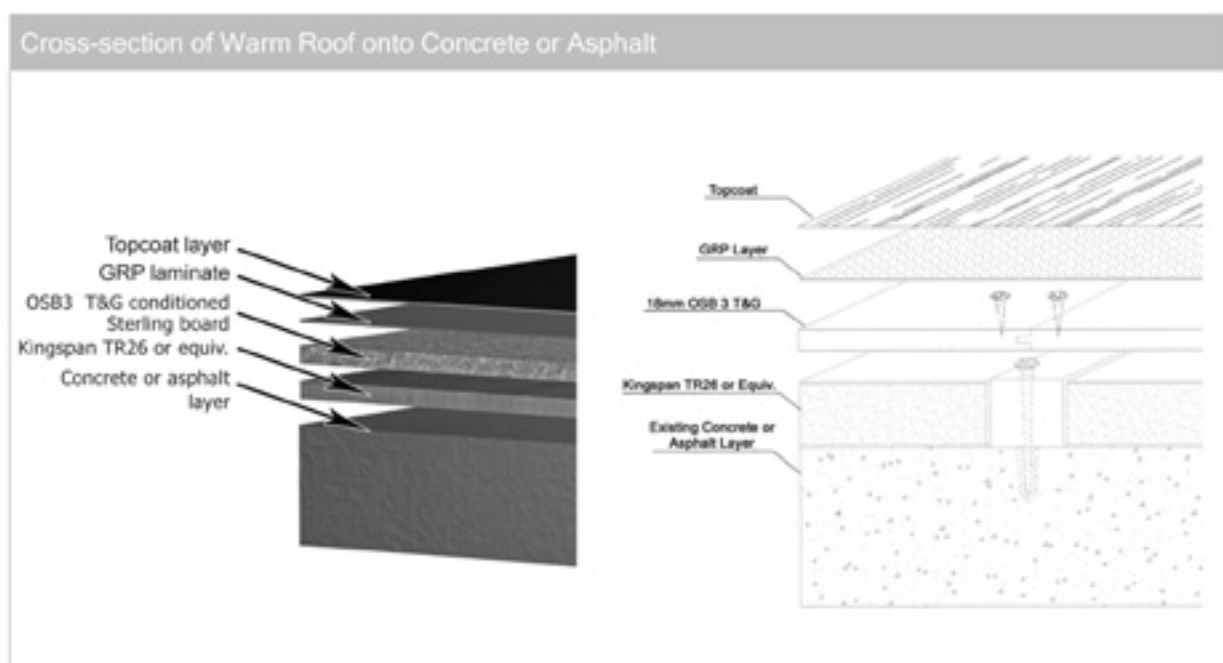 Cross-section of Warm Roof onto Concrete or Asphalt
Topcoat layer
GRP laminate
OSB3 T&G conditioned
Sterling board
Kingspan TR26 or equiv.
Concrete or asphalt
layer
Topcoat
GRP Layer
18mm OSB 3 T&G
Kingspan TR26 or Equiv.
Existing Concrete or
Asphalt Layer